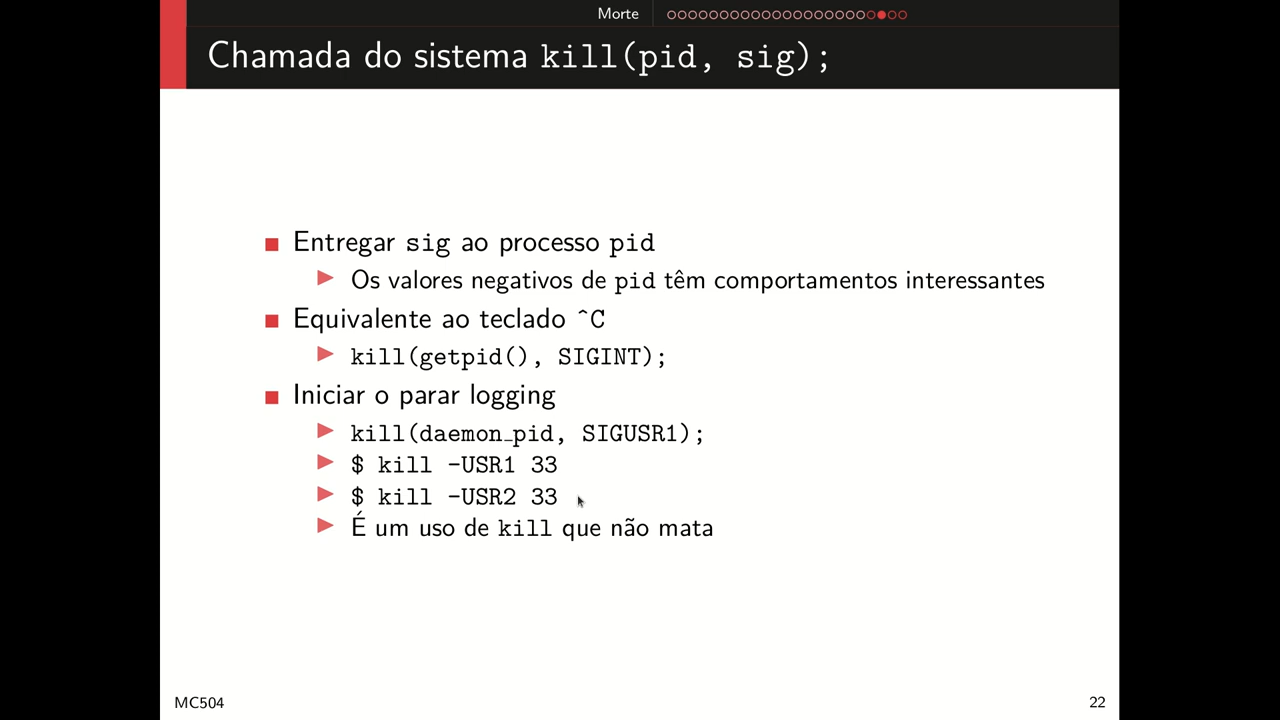 Morte
Chamada do sistema kill(pid, sig);
Entregar sig ao processo pid
Os valores negativos de pid têm comportamentos interessantes
Equivalente ao teclado ^C
kill(getpid(), SIGINT);
Iniciar o parar logging
kill(daemon_pid, SIGUSR1);
$ kill -USR1 33
$ kill -USR2 33
É um uso de kill que não mata
MC504
22